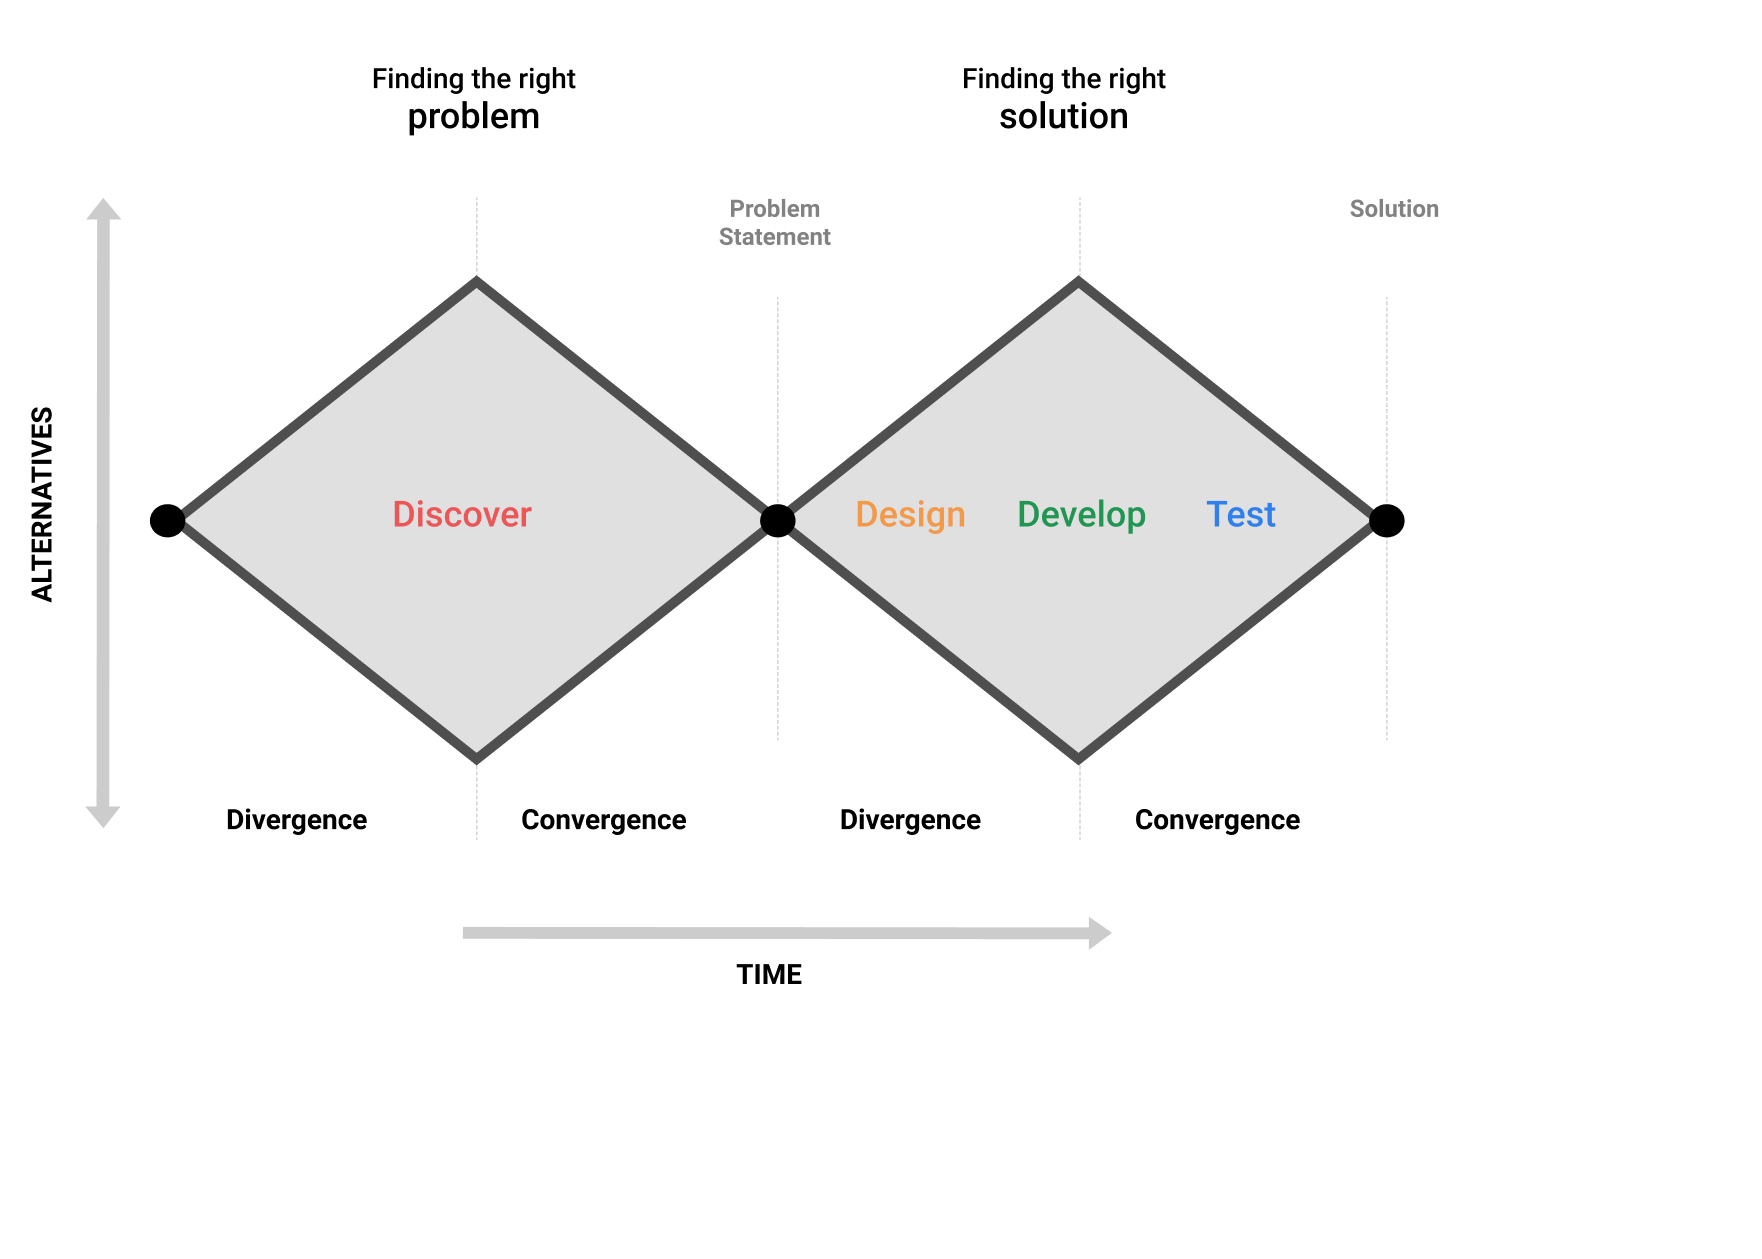 Finding the right
problem
Finding the right
solution
Problem
Statement
Solution
ALTERNATIVES
Discover
Design
Develop
Test
Divergence
Convergence
Divergence
Convergence
TIME